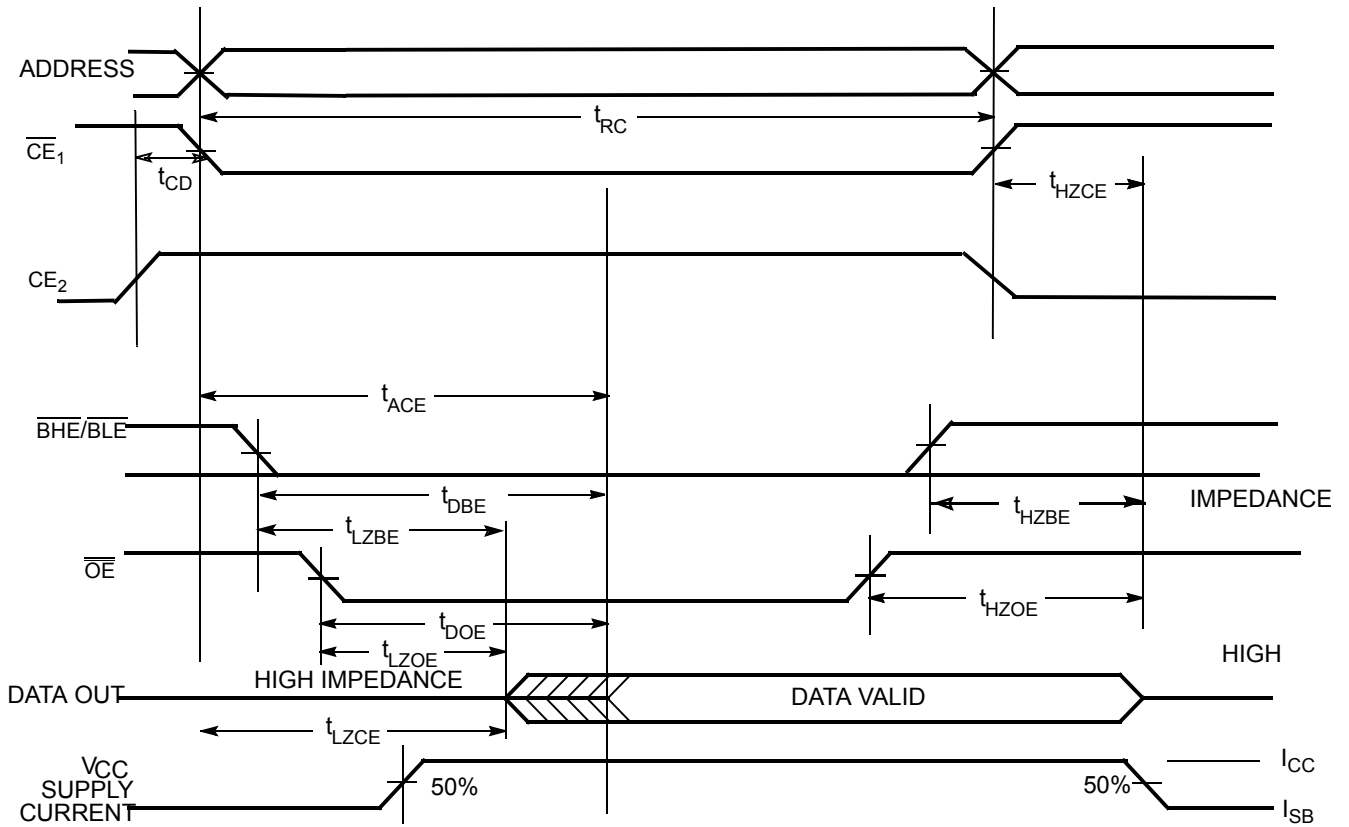 ADDRESS
tRC
CE1
tCD
tHZCE
CE2
tACE
BHE/BLE
tDBE
tHZBE
IMPEDANCE
tLZBE
OE
tHZOE
tDOE
tLZOE
HIGH
HIGH IMPEDANCE
DATA OUT
DATA VALID
tLZCE
VCC
SUPPLY
CURRENT
50%
50%
ICC
ISB